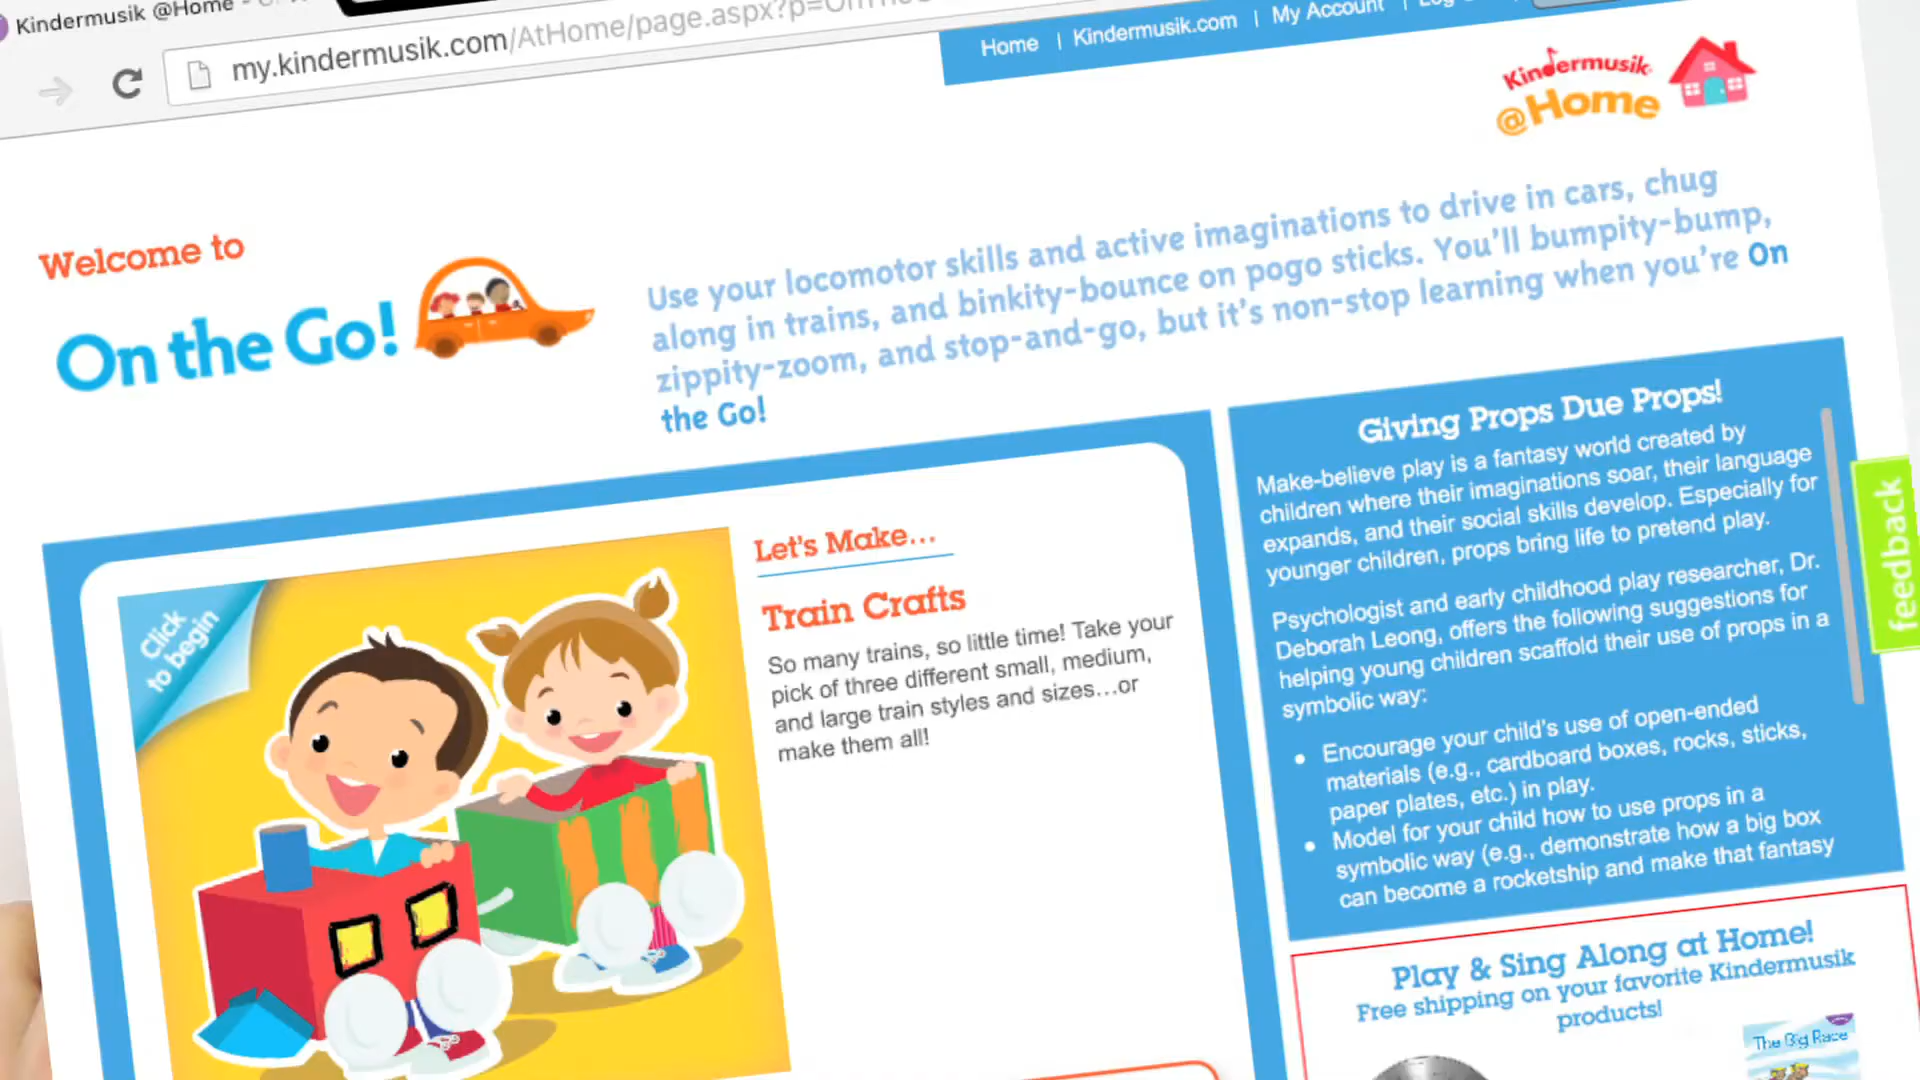 Kindermusik @Home -
my.kindermusik.com/AtHome/page.aspx?p=
Home | Kindermusik.com | My Account |
Kindermusik
@Home
Welcome to
On the Go!
Use your locomotor skills and active imaginations to drive in cars, chug
along in trains, and binkity-bounce on pogo sticks. You'll bumpity-bump,
zippity-zoom, and stop-and-go, but it's non-stop learning when you're On
the Go!
Click
to begin
Let's Make...
Train Crafts
So many trains, so little time! Take your
pick of three different small, medium,
and large train styles and sizes...or
make them all!
Giving Props Due Props!
Make-believe play is a fantasy world created by
children where their imaginations soar, their language
expands, and their social skills develop. Especially for
younger children, props bring life to pretend play.
Psychologist and early childhood play researcher, Dr.
Deborah Leong, offers the following suggestions for
helping young children scaffold their use of props in a
symbolic way:
• Encourage your child's use of open-ended
materials (e.g., cardboard boxes, rocks, sticks,
paper plates, etc.) in play.
• Model for your child how to use props in a
symbolic way (e.g., demonstrate how a big box
can become a rocketship and make that fantasy
feedback
Play & Sing Along at Home!
Free shipping on your favorite Kindermusik
products!
The Big Race